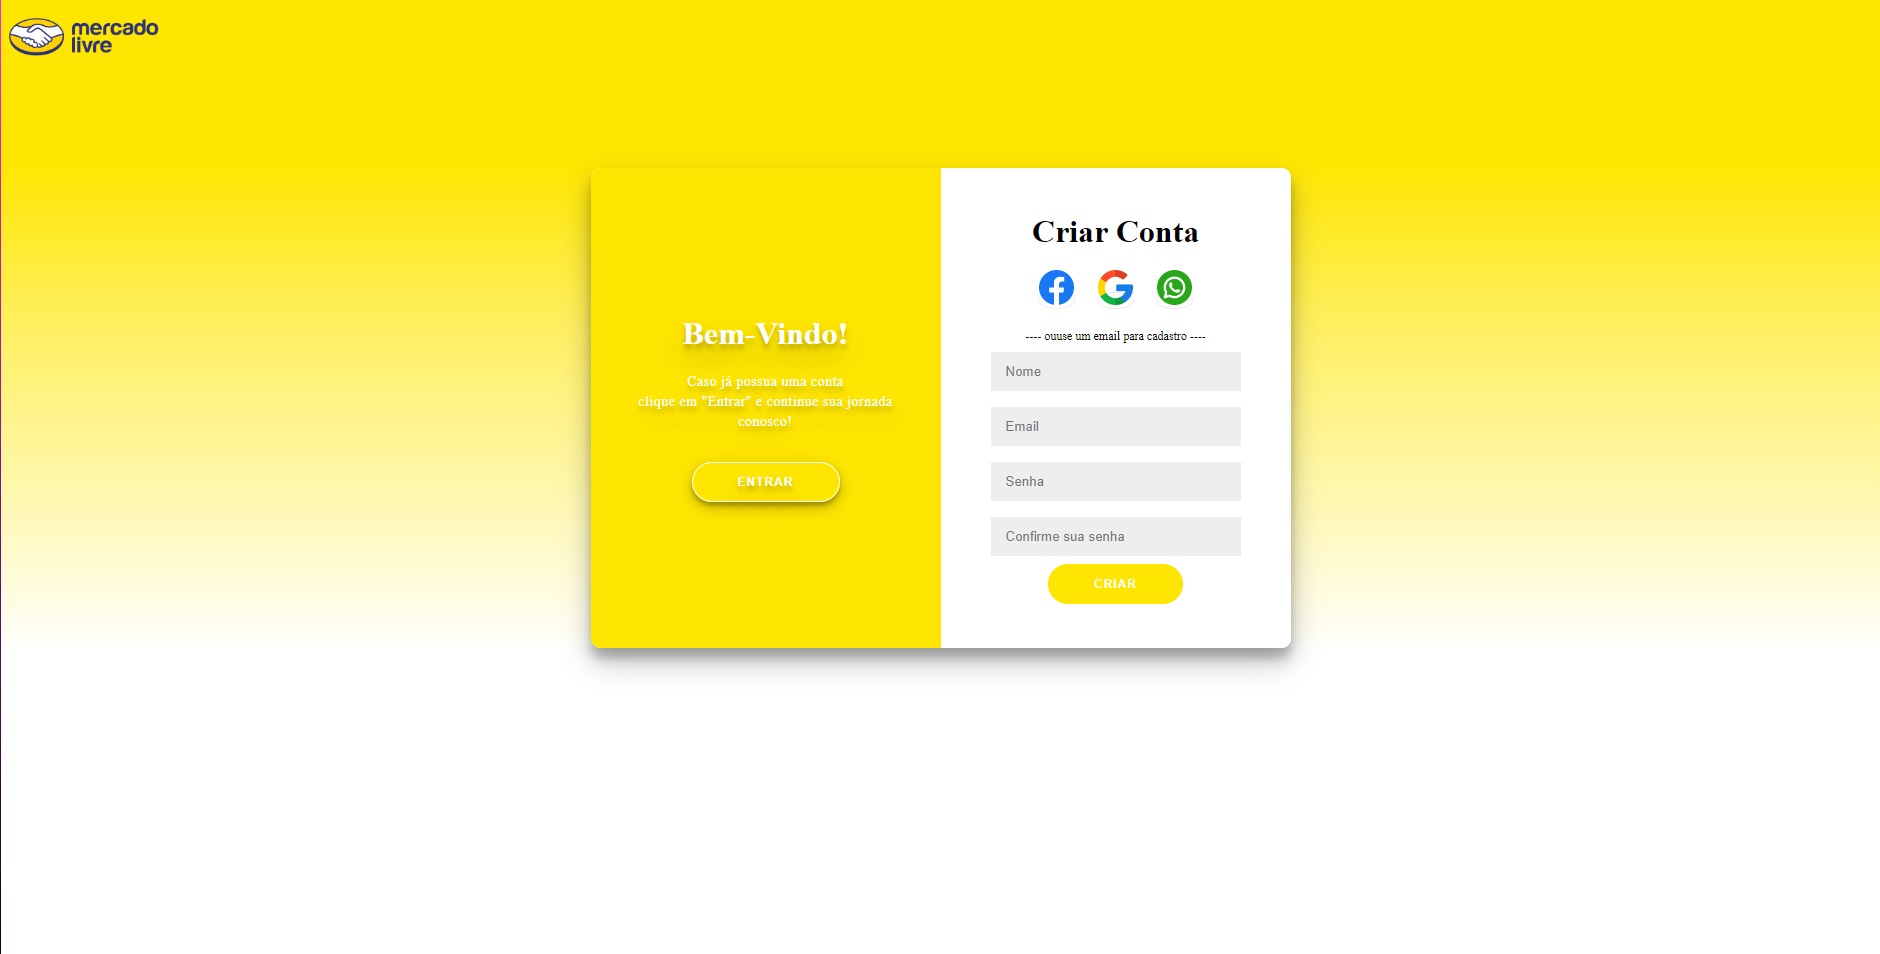 mercado
livre
Bem-Vindo!
Caso já possua uma conta
clique em "Entrar" e continue sua jornada
conosco!
ENTRAR
Criar Conta
---- ouuse um email para cadastro ----
Nome
Email
Senha
Confirme sua senha
CRIAR